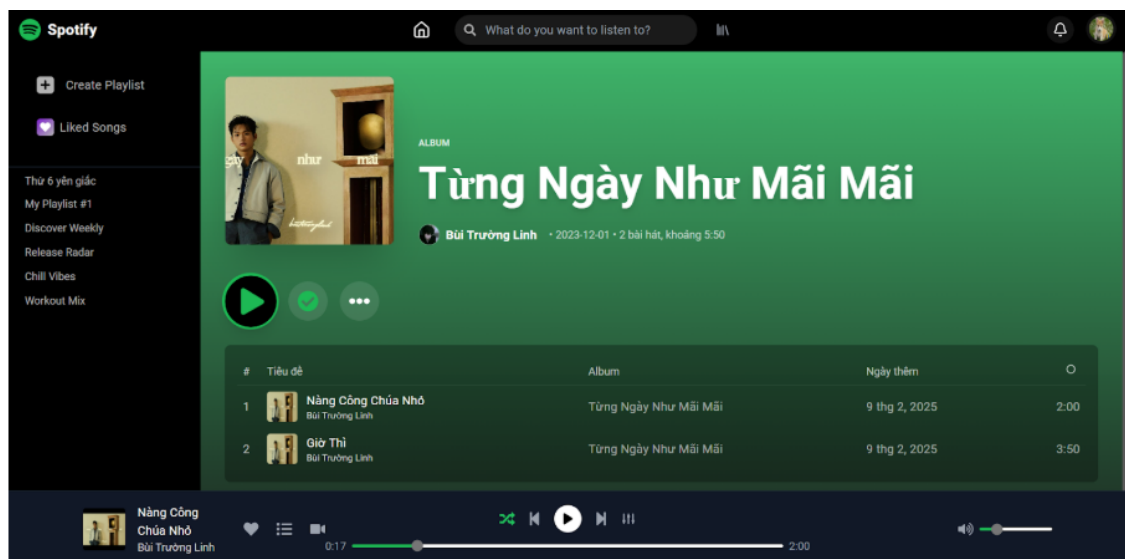 Spotify
What do you want to listen to?
Create Playlist
Liked Songs
Thứ 6 yên giấc
My Playlist #1
Discover Weekly
Release Radar
Chill Vibes
Workout Mix
như mãi
ALBUM
Từng Ngày Như Mãi Mãi
Bùi Trường Linh • 2023-12-01 • 2 bài hát, khoảng 5:50
# Tiêu đề Album Ngày thêm
1 Nàng Công Chúa Nhỏ Từng Ngày Như Mãi Mãi 9 thg 2, 2025 2:00
Bùi Trường Linh
2 Giờ Thì Từng Ngày Như Mãi Mãi 9 thg 2, 2025 3:50
Bùi Trường Linh
Nàng Công
Chúa Nhỏ
Bùi Trường Linh
0:17 2:00